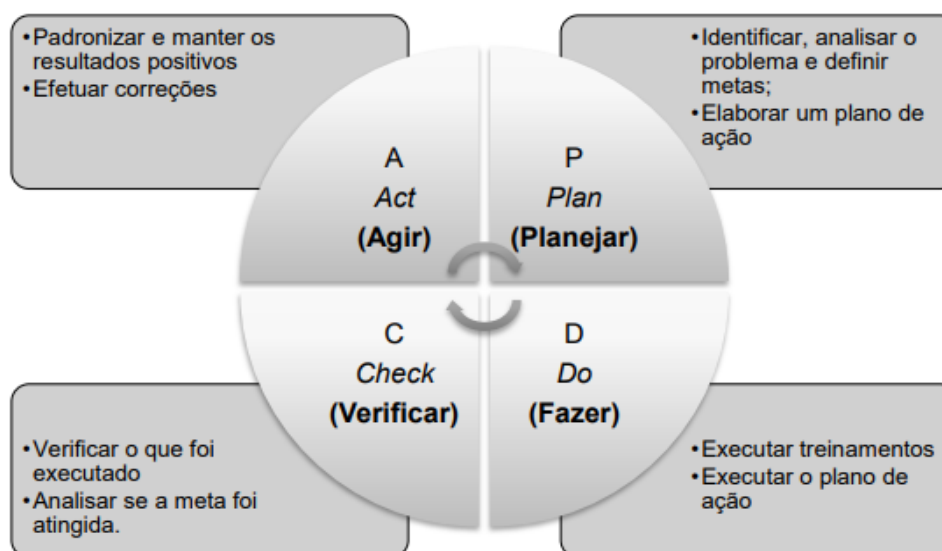 •Padronizar e manter os
resultados positivos
•Efetuar correções
•Identificar, analisar o
problema e definir
metas;
•Elaborar um plano de
ação
A
Act
(Agir)
P
Plan
(Planejar)
C
Check
(Verificar)
D
Do
(Fazer)
•Verificar o que foi
executado
•Analisar se a meta foi
atingida.
•Executar treinamentos
•Executar o plano de
ação